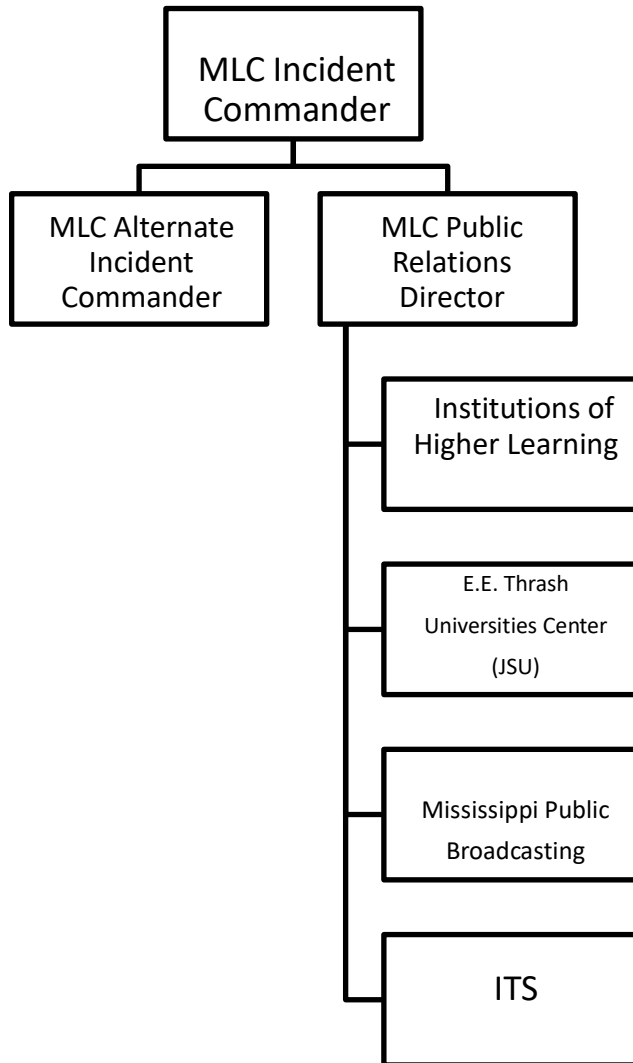 MLC Incident
Commander
MLC Alternate
Incident
Commander
MLC Public
Relations
Director
Institutions of
Higher Learning
E.E. Thrash
Universities Center
(JSU)
Mississippi Public
Broadcasting
ITS